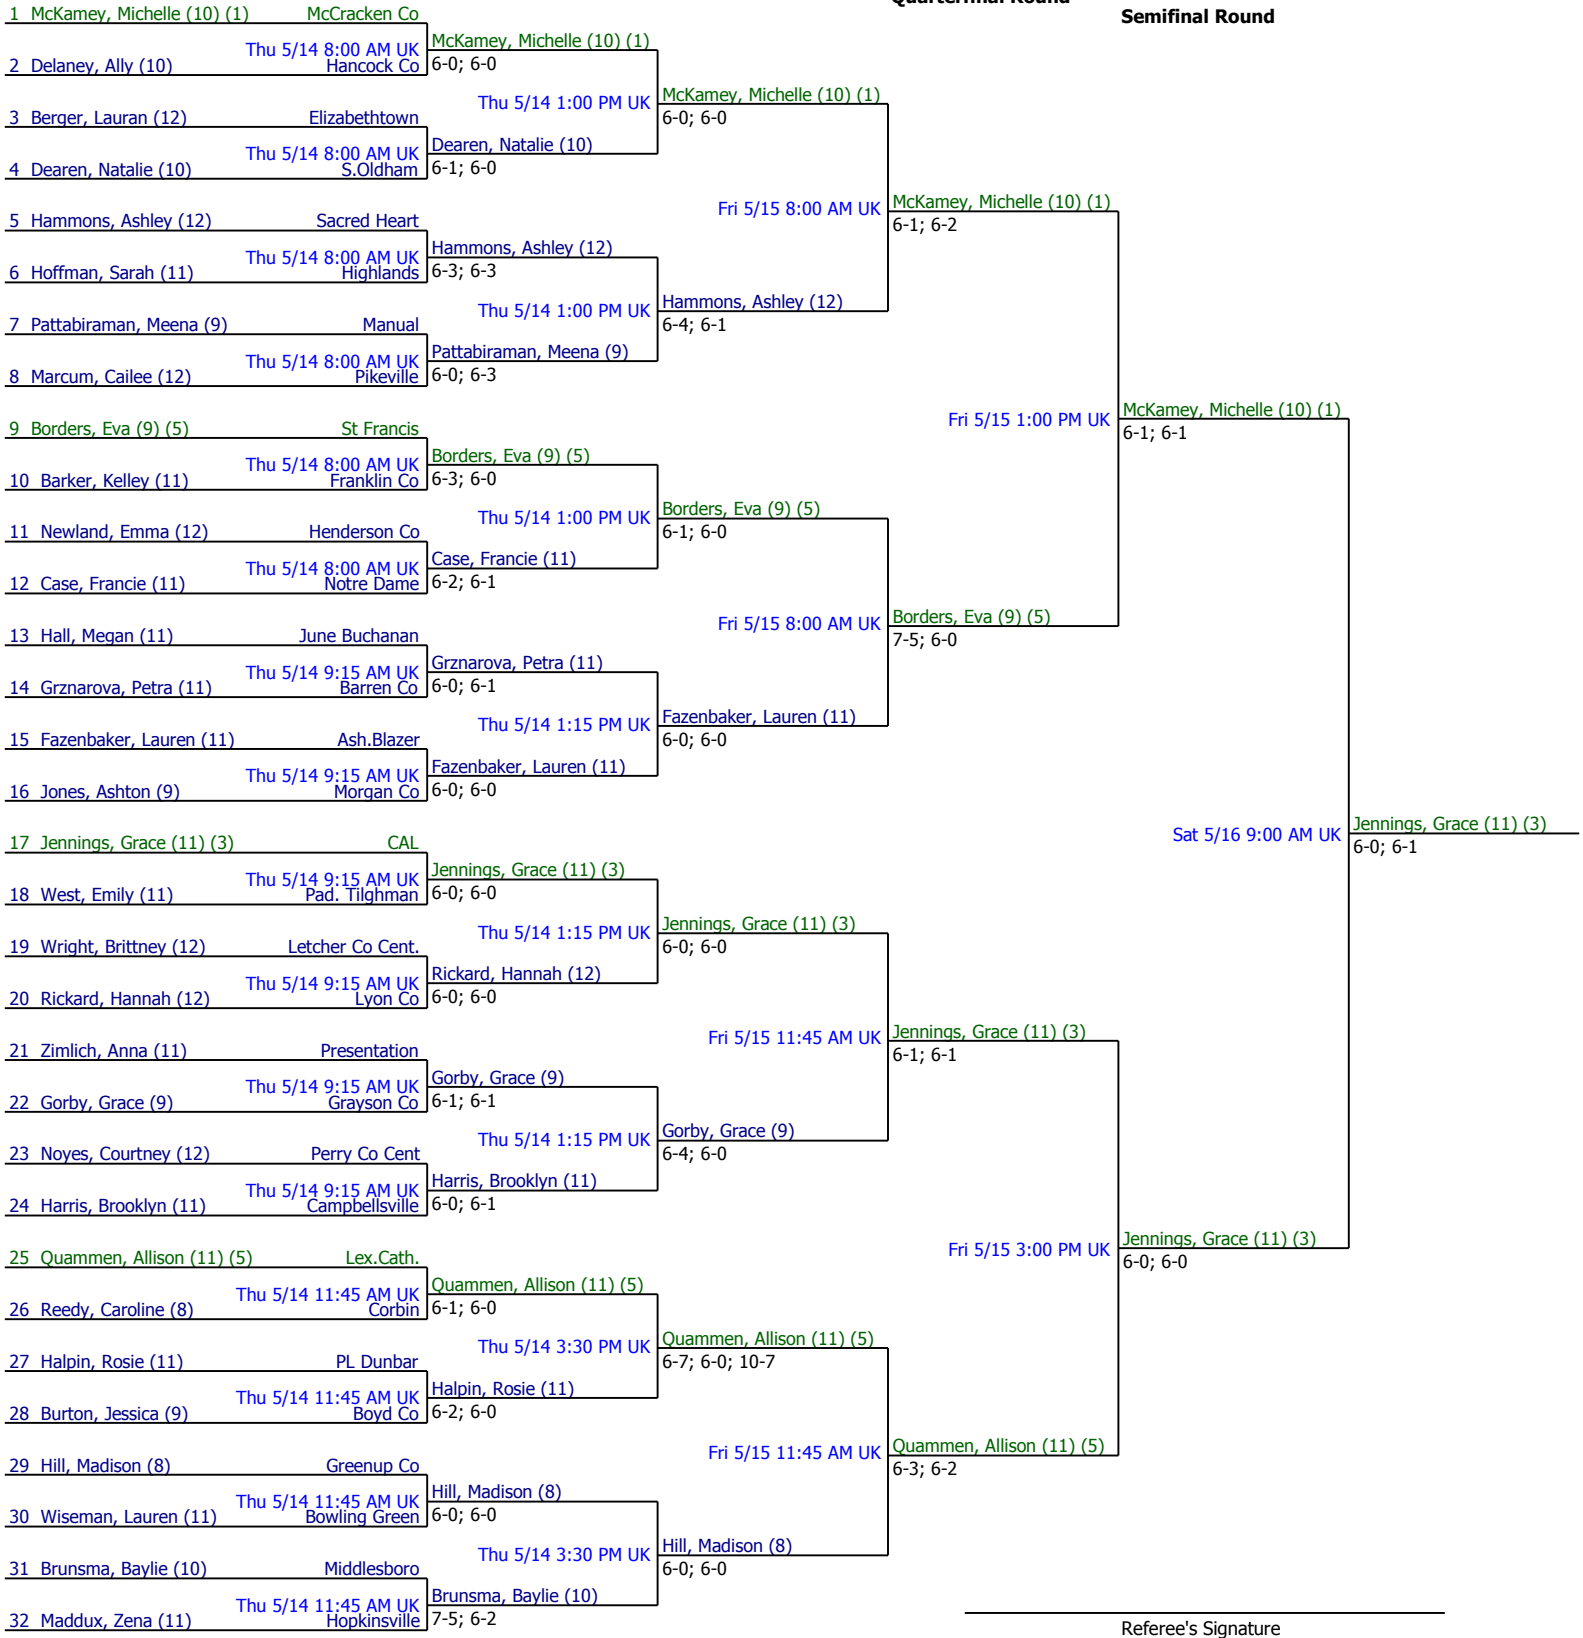 Quarterfinal Round
Semifinal Round
1 McKamey, Michelle (10) (1) McCracken Co
Thu 5/14 8:00 AM UK
2 Delaney, Ally (10) Hancock Co
3 Berger, Lauran (12) Elizabethtown
Thu 5/14 8:00 AM UK
4 Dearen, Natalie (10) S.Oldham
5 Hammons, Ashley (12) Sacred Heart
Thu 5/14 8:00 AM UK
6 Hoffman, Sarah (11) Highlands
7 Pattabiraman, Meena (9) Manual
Thu 5/14 8:00 AM UK
8 Marcum, Cailee (12) Pikeville
9 Borders, Eva (9) (5) St Francis
Thu 5/14 8:00 AM UK
10 Barker, Kelley (11) Franklin Co
11 Newland, Emma (12) Henderson Co
Thu 5/14 8:00 AM UK
12 Case, Francie (11) Notre Dame
13 Hall, Megan (11) June Buchanan
Thu 5/14 9:15 AM UK
14 Grznarova, Petra (11) Barren Co
15 Fazenbaker, Lauren (11) Ash.Blazer
Thu 5/14 9:15 AM UK
16 Jones, Ashton (9) Morgan Co
17 Jennings, Grace (11) (3) CAL
Thu 5/14 9:15 AM UK
18 West, Emily (11) Pad. Tilghman
19 Wright, Brittney (12) Letcher Co Cent.
Thu 5/14 9:15 AM UK
20 Rickard, Hannah (12) Lyon Co
21 Zimlich, Anna (11) Presentation
Thu 5/14 9:15 AM UK
22 Gorby, Grace (9) Grayson Co
23 Noyes, Courtney (12) Perry Co Cent
Thu 5/14 9:15 AM UK
24 Harris, Brooklyn (11) Campbellsville
25 Quammen, Allison (11) (5) Lex.Cath.
Thu 5/14 11:45 AM UK
26 Reedy, Caroline (8) Corbin
27 Halpin, Rosie (11) PL Dunbar
Thu 5/14 11:45 AM UK
28 Burton, Jessica (9) Boyd Co
29 Hill, Madison (8) Greenup Co
Thu 5/14 11:45 AM UK
30 Wiseman, Lauren (11) Bowling Green
31 Brunsma, Baylie (10) Middlesboro
Thu 5/14 11:45 AM UK
32 Maddux, Zena (11) Hopkinsville
McKamey, Michelle (10) (1)
6-0; 6-0
Thu 5/14 1:00 PM UK
Dearen, Natalie (10)
6-1; 6-0
Hammons, Ashley (12)
6-3; 6-3
Thu 5/14 1:00 PM UK
Pattabiraman, Meena (9)
6-0; 6-3
Borders, Eva (9) (5)
6-3; 6-0
Thu 5/14 1:00 PM UK
Case, Francie (11)
6-2; 6-1
Grznarova, Petra (11)
6-0; 6-1
Thu 5/14 1:15 PM UK
Fazenbaker, Lauren (11)
6-0; 6-0
Jennings, Grace (11) (3)
6-0; 6-0
Thu 5/14 1:15 PM UK
Rickard, Hannah (12)
6-0; 6-0
Gorby, Grace (9)
6-1; 6-1
Thu 5/14 1:15 PM UK
Harris, Brooklyn (11)
6-0; 6-1
Quammen, Allison (11) (5)
6-1; 6-0
Thu 5/14 3:30 PM UK
Halpin, Rosie (11)
6-2; 6-0
Hill, Madison (8)
6-0; 6-0
Thu 5/14 3:30 PM UK
Brunsma, Baylie (10)
7-5; 6-2
McKamey, Michelle (10) (1)
6-0; 6-0
Fri 5/15 8:00 AM UK
Hammons, Ashley (12)
6-4; 6-1
Borders, Eva (9) (5)
6-1; 6-0
Fri 5/15 8:00 AM UK
Fazenbaker, Lauren (11)
6-0; 6-0
Jennings, Grace (11) (3)
6-0; 6-0
Fri 5/15 11:45 AM UK
Gorby, Grace (9)
6-4; 6-0
Quammen, Allison (11) (5)
6-7; 6-0; 10-7
Fri 5/15 11:45 AM UK
Hill, Madison (8)
6-0; 6-0
McKamey, Michelle (10) (1)
6-1; 6-2
Fri 5/15 1:00 PM UK
Borders, Eva (9) (5)
7-5; 6-0
Jennings, Grace (11) (3)
6-1; 6-1
Fri 5/15 3:00 PM UK
Quammen, Allison (11) (5)
6-3; 6-2
McKamey, Michelle (10) (1)
6-1; 6-1
Sat 5/16 9:00 AM UK
Jennings, Grace (11) (3)
6-0; 6-0
Jennings, Grace (11) (3)
6-0; 6-1
Referee's Signature